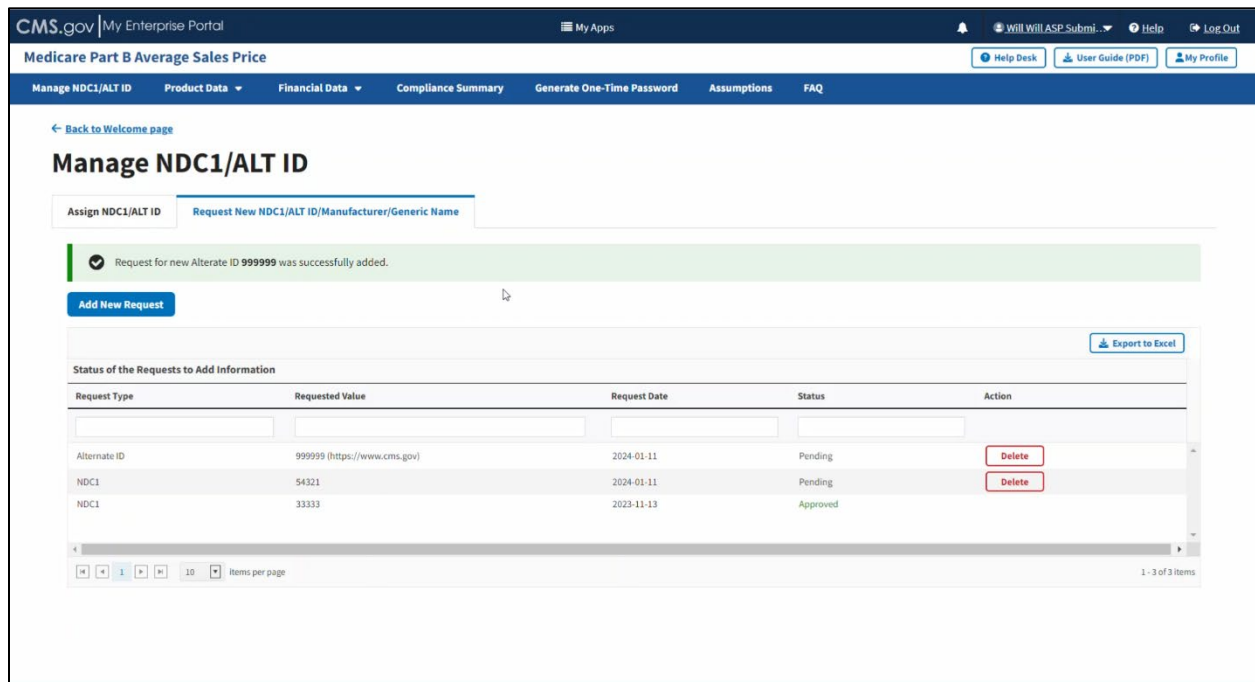 CMS.gov My Enterprise Portal My Apps Will Will ASP Submi... Help Log Out
Medicare Part B Average Sales Price Help Desk User Guide (PDF) My Profile
Manage NDC1/ALT ID Product Data Financial Data Compliance Summary Generate One-Time Password Assumptions FAQ
Back to Welcome page
Manage NDC1/ALT ID
Assign NDC1/ALT ID Request New NDC1/ALT ID/Manufacturer/Generic Name
Request for new Alterate ID 999999 was successfully added.
Add New Request
Export to Excel
Status of the Requests to Add Information
Request Type Requested Value Request Date Status Action
Alternate ID 999999 (https://www.cms.gov) 2024-01-11 Pending Delete
NDC1 54321 2024-01-11 Pending Delete
NDC1 33333 2023-11-13 Approved
1 10 items per page 1 - 3 of 3 items